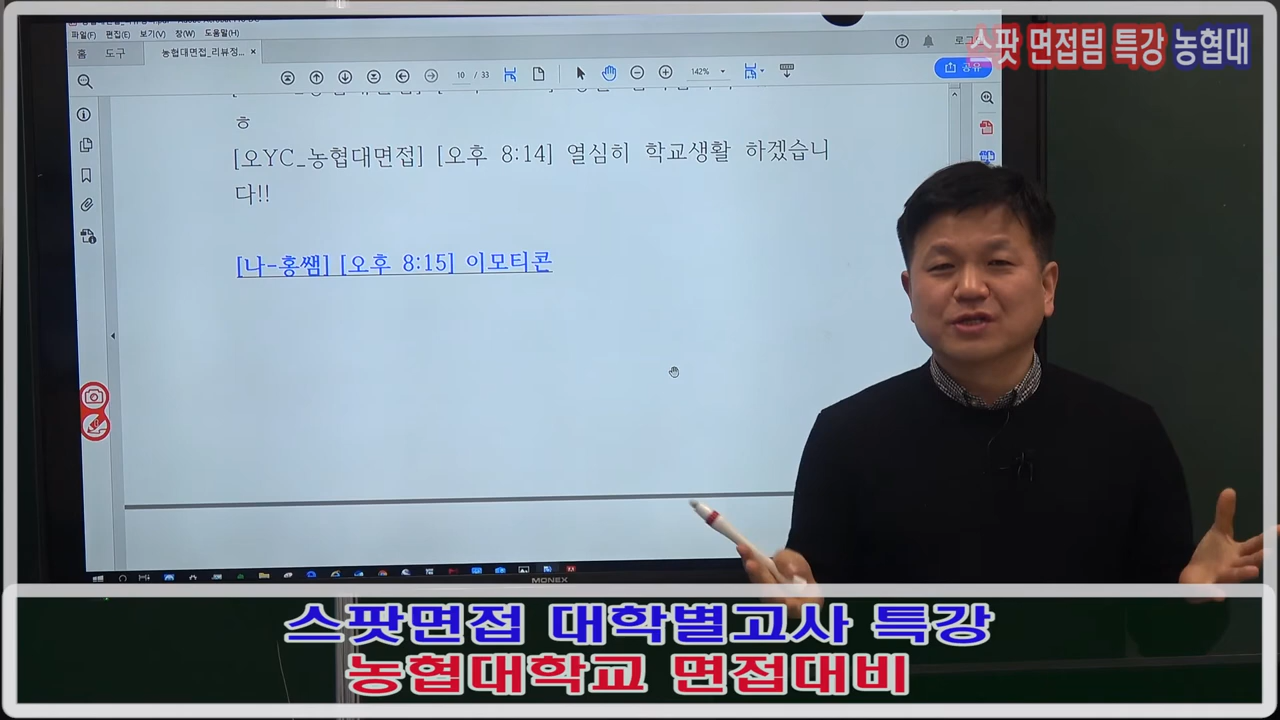 파일(F) 편집(E) 보기(V) 창(W) 도움말(H)
홈 도구 농협대면접_리뷰정... ×
로그
스팟 면접팀 특강 농협대
10 / 33
142%
공유
ㅎ
[오YC_농협대면접] [오후 8:14] 열심히 학교생활 하겠습니
다!!
[나-홍쌤] [오후 8:15] 이모티콘
MONEX
스팟면접 대학별고사 특강
농협대학교 면접대비